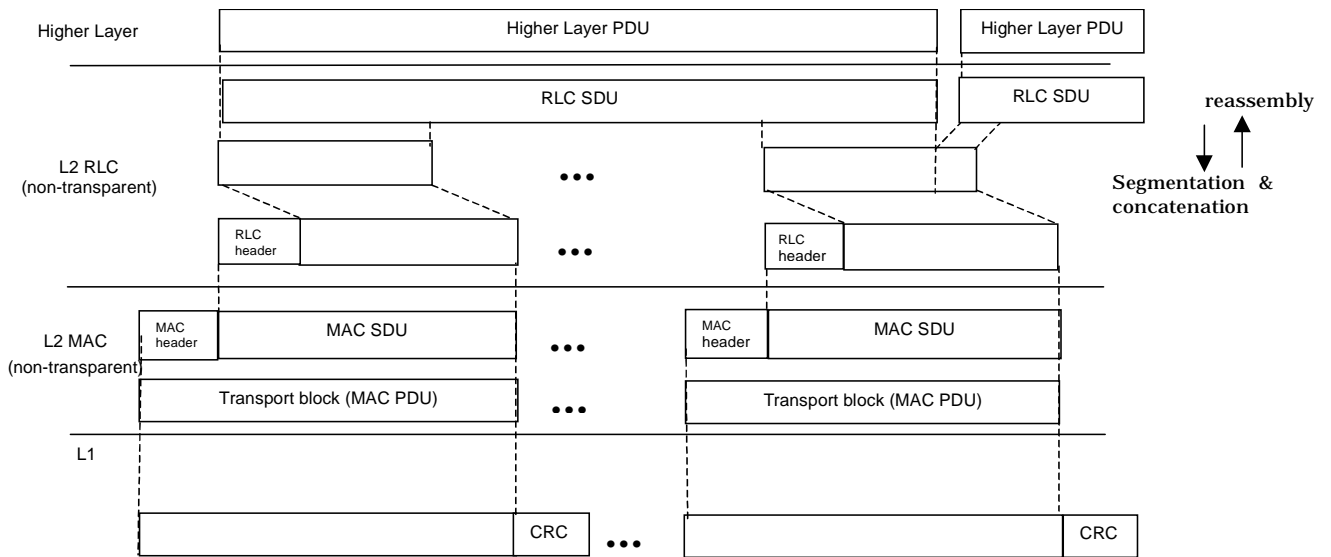 Higher Layer
Higher Layer PDU
Higher Layer PDU
RLC SDU
RLC SDU
reassembly
L2 RLC
(non-transparent)
•••
Segmentation &
concatenation
RLC
header
•••
RLC
header
L2 MAC
(non-transparent)
MAC
header
MAC SDU
•••
MAC
header
MAC SDU
Transport block (MAC PDU)
•••
Transport block (MAC PDU)
L1
CRC
•••
CRC